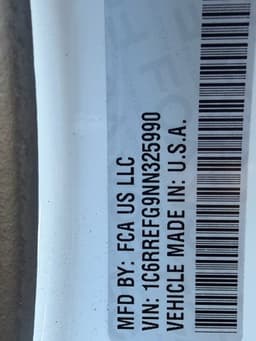 MFD BY: FCA US LLC
VIN: 1C6RREFG9NN325990
VEHICLE MADE IN: U.S.A.